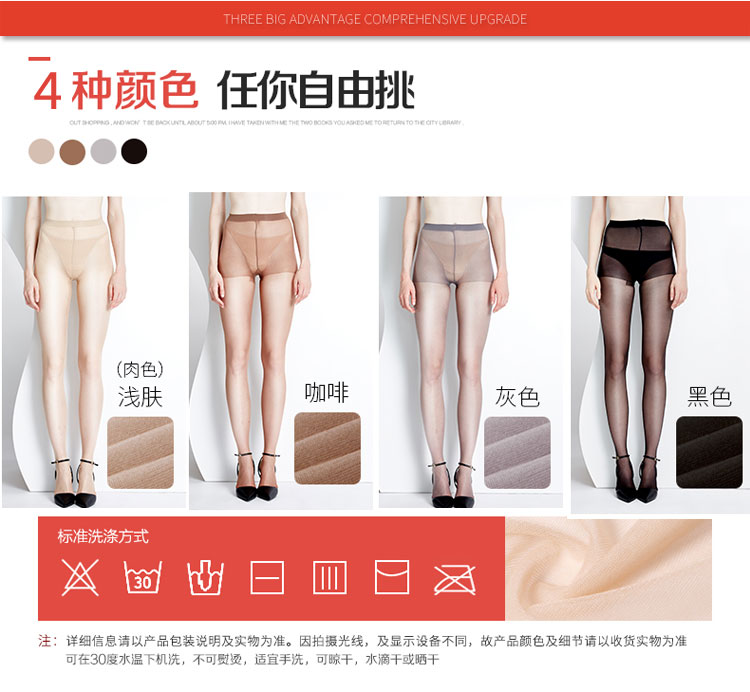 THREE BIG ADVANTAGE COMPREHENSIVE UPGRADE
4种颜色 任你自由挑
OUT SHOPPING , AND WON'T BE BACK UNTIL ABOUT 5:00 PM. I HAVE TAKEN WITH ME THE TWO BOOKS YOU ASKED ME TO RETURN TO THE CITY LIBRARY .
(肉色)
浅肤
咖啡
灰色
黑色
标准洗涤方式
30
注：详细信息请以产品包装说明及实物为准。因拍摄光线，及显示设备不同，故产品颜色及细节请以收货实物为准
可在30度水温下机洗，不可熨烫，适宜手洗，可晾干，水滴干或晒干